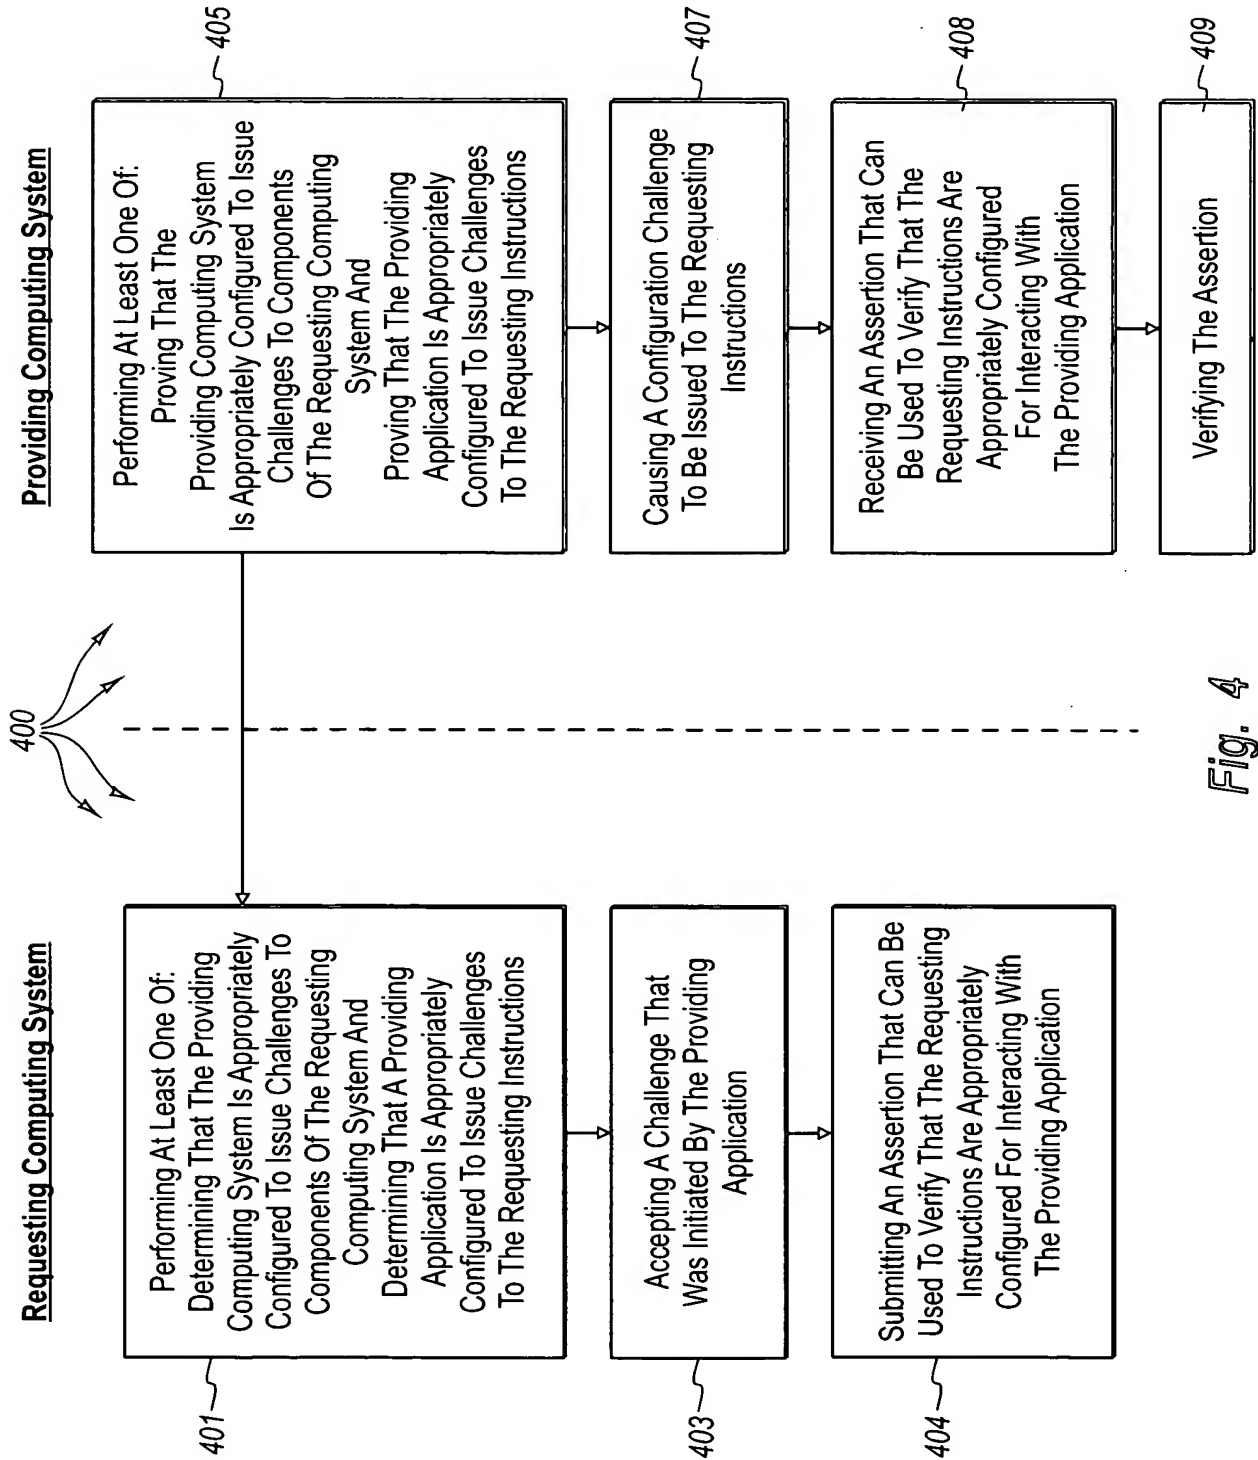 400
Requesting Computing System
401
Performing At Least One Of:
Determining That The Providing
Computing System Is Appropriately
Configured To Issue Challenges To
Components Of The Requesting
Computing System And
Determining That A Providing
Application Is Appropriately
Configured To Issue Challenges
To The Requesting Instructions
403
Accepting A Challenge That
Was Initiated By The Providing
Application
404
Submitting An Assertion That Can Be
Used To Verify That The Requesting
Instructions Are Appropriately
Configured For Interacting With
The Providing Application
Providing Computing System
405
Performing At Least One Of:
Proving That The
Providing Computing System
Is Appropriately Configured To Issue
Challenges To Components
Of The Requesting Computing
System And
Proving That The Providing
Application Is Appropriately
Configured To Issue Challenges
To The Requesting Instructions
407
Causing A Configuration Challenge
To Be Issued To The Requesting
Instructions
408
Receiving An Assertion That Can
Be Used To Verify That The
Requesting Instructions Are
Appropriately Configured
For Interacting With
The Providing Application
409
Verifying The Assertion
Fig. 4